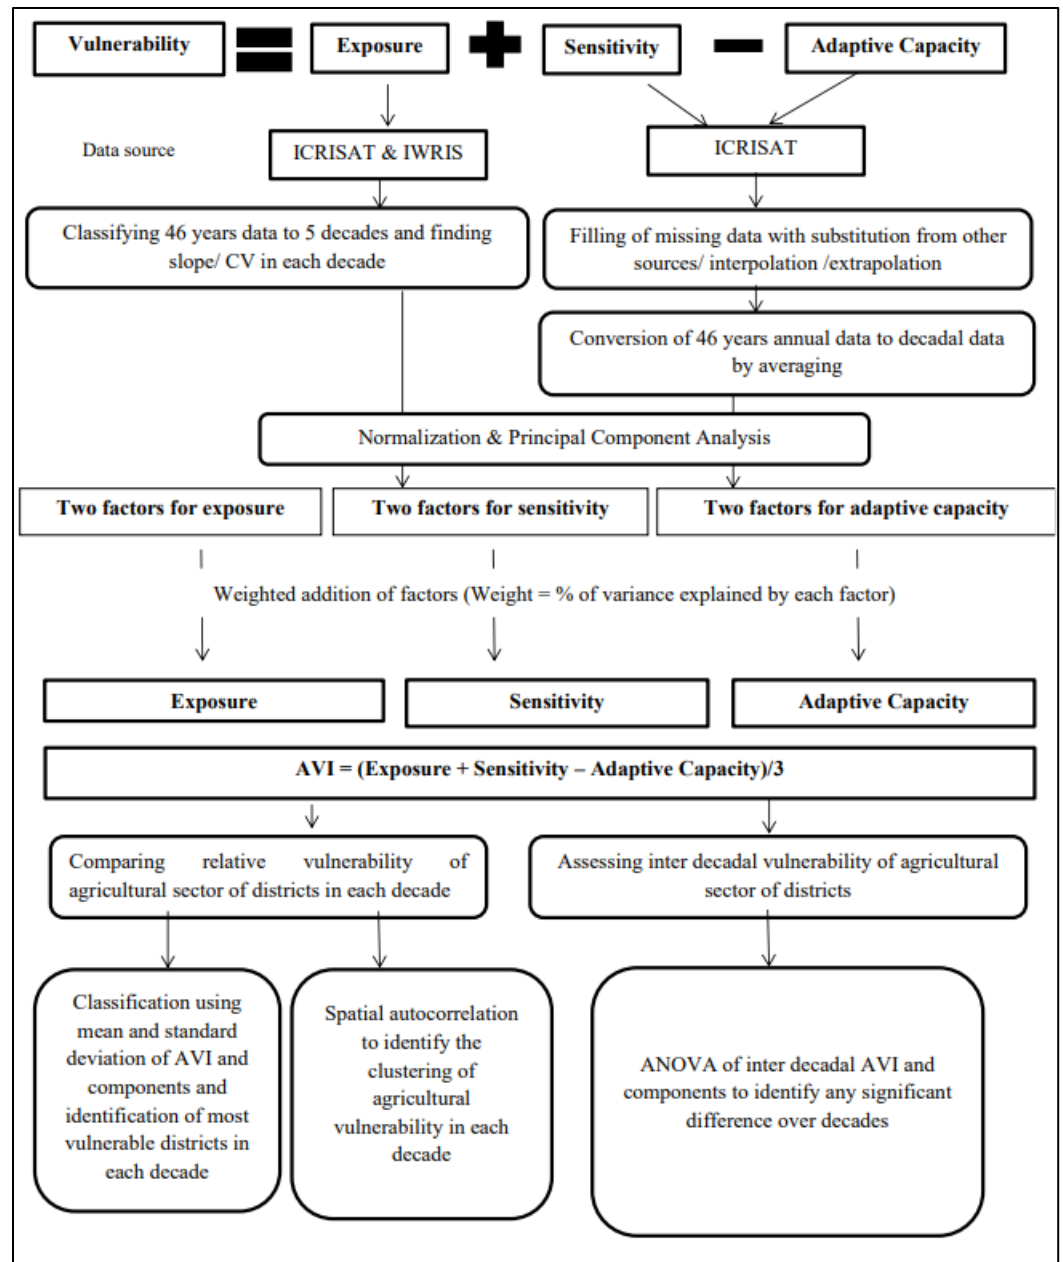 Vulnerability
Exposure
Sensitivity
Adaptive Capacity
Data source
ICRISAT & IWRIS
ICRISAT
Classifying 46 years data to 5 decades and finding
slope/ CV in each decade
Filling of missing data with substitution from other
sources/ interpolation /extrapolation
Conversion of 46 years annual data to decadal data
by averaging
Normalization & Principal Component Analysis
Two factors for exposure
Two factors for sensitivity
Two factors for adaptive capacity
Weighted addition of factors (Weight = % of variance explained by each factor)
Exposure
Sensitivity
Adaptive Capacity
AVI = (Exposure + Sensitivity – Adaptive Capacity)/3
Comparing relative vulnerability of
agricultural sector of districts in each decade
Assessing inter decadal vulnerability of agricultural
sector of districts
Classification using
mean and standard
deviation of AVI and
components and
identification of most
vulnerable districts in
each decade
Spatial autocorrelation
to identify the
clustering of
agricultural
vulnerability in each
decade
ANOVA of inter decadal AVI and
components to identify any significant
difference over decades